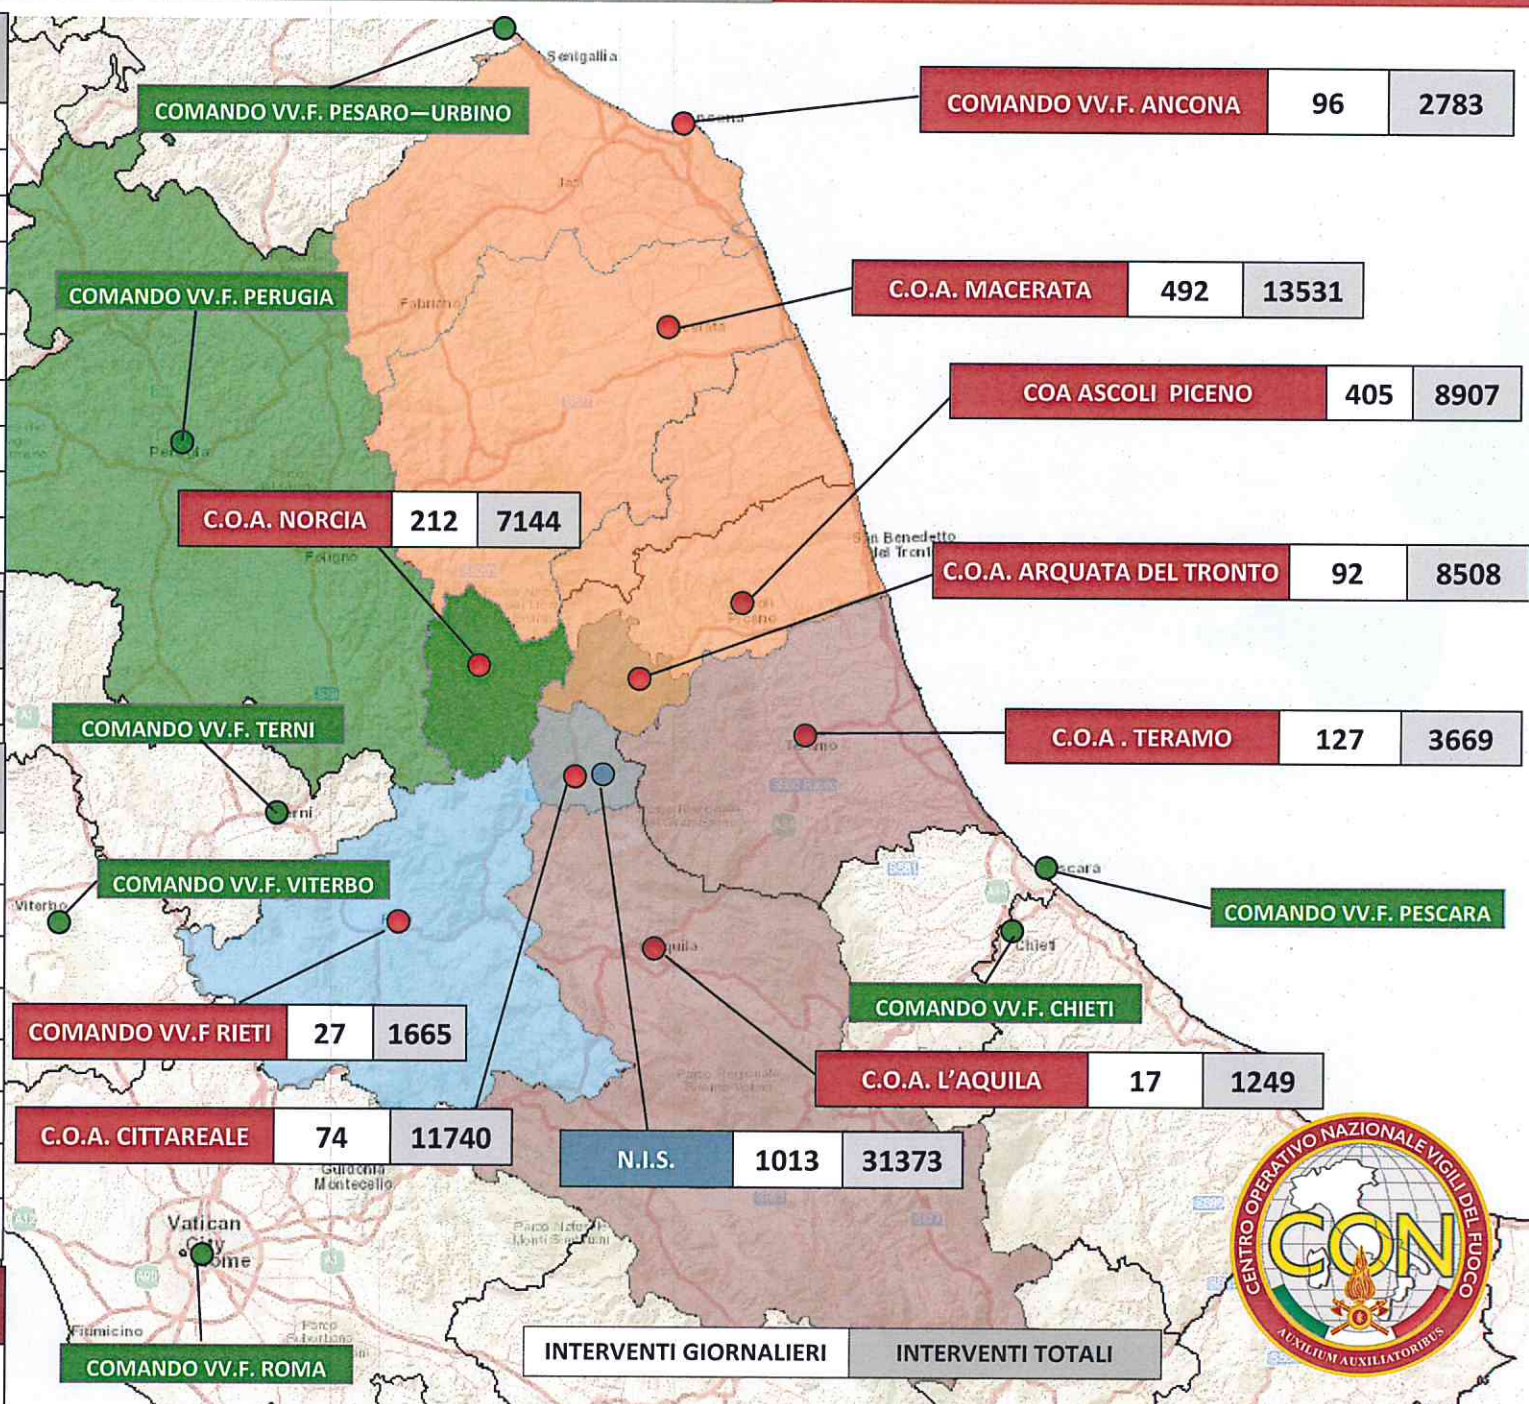 Senigallia
COMANDO VV.F. PESARO—URBINO
COMANDO VV.F. ANCONA 96 2783
Jesi
COMANDO VV.F. PERUGIA
Fabriano
C.O.A. MACERATA 492 13531
COA ASCOLI PICENO 405 8907
C.O.A. NORCIA 212 7144
Foligno
San Benedetto
del Tronto
C.O.A. ARQUATA DEL TRONTO 92 8508
COMANDO VV.F. TERNI
C.O.A . TERAMO 127 3669
COMANDO VV.F. VITERBO
Viterbo
COMANDO VV.F. PESCARA
Chieti
COMANDO VV.F. CHIETI
COMANDO VV.F RIETI 27 1665
C.O.A. L'AQUILA 17 1249
C.O.A. CITTAREALE 74 11740
N.I.S. 1013 31373
Guidonia
Montecelio
Vatican
City
Rome
Fiumicino
COMANDO VV.F. ROMA
INTERVENTI GIORNALIERI INTERVENTI TOTALI
CENTRO OPERATIVO NAZIONALE VIGILI DEL FUOCO
CON
AUXILIUM AUXILIATORIBUS